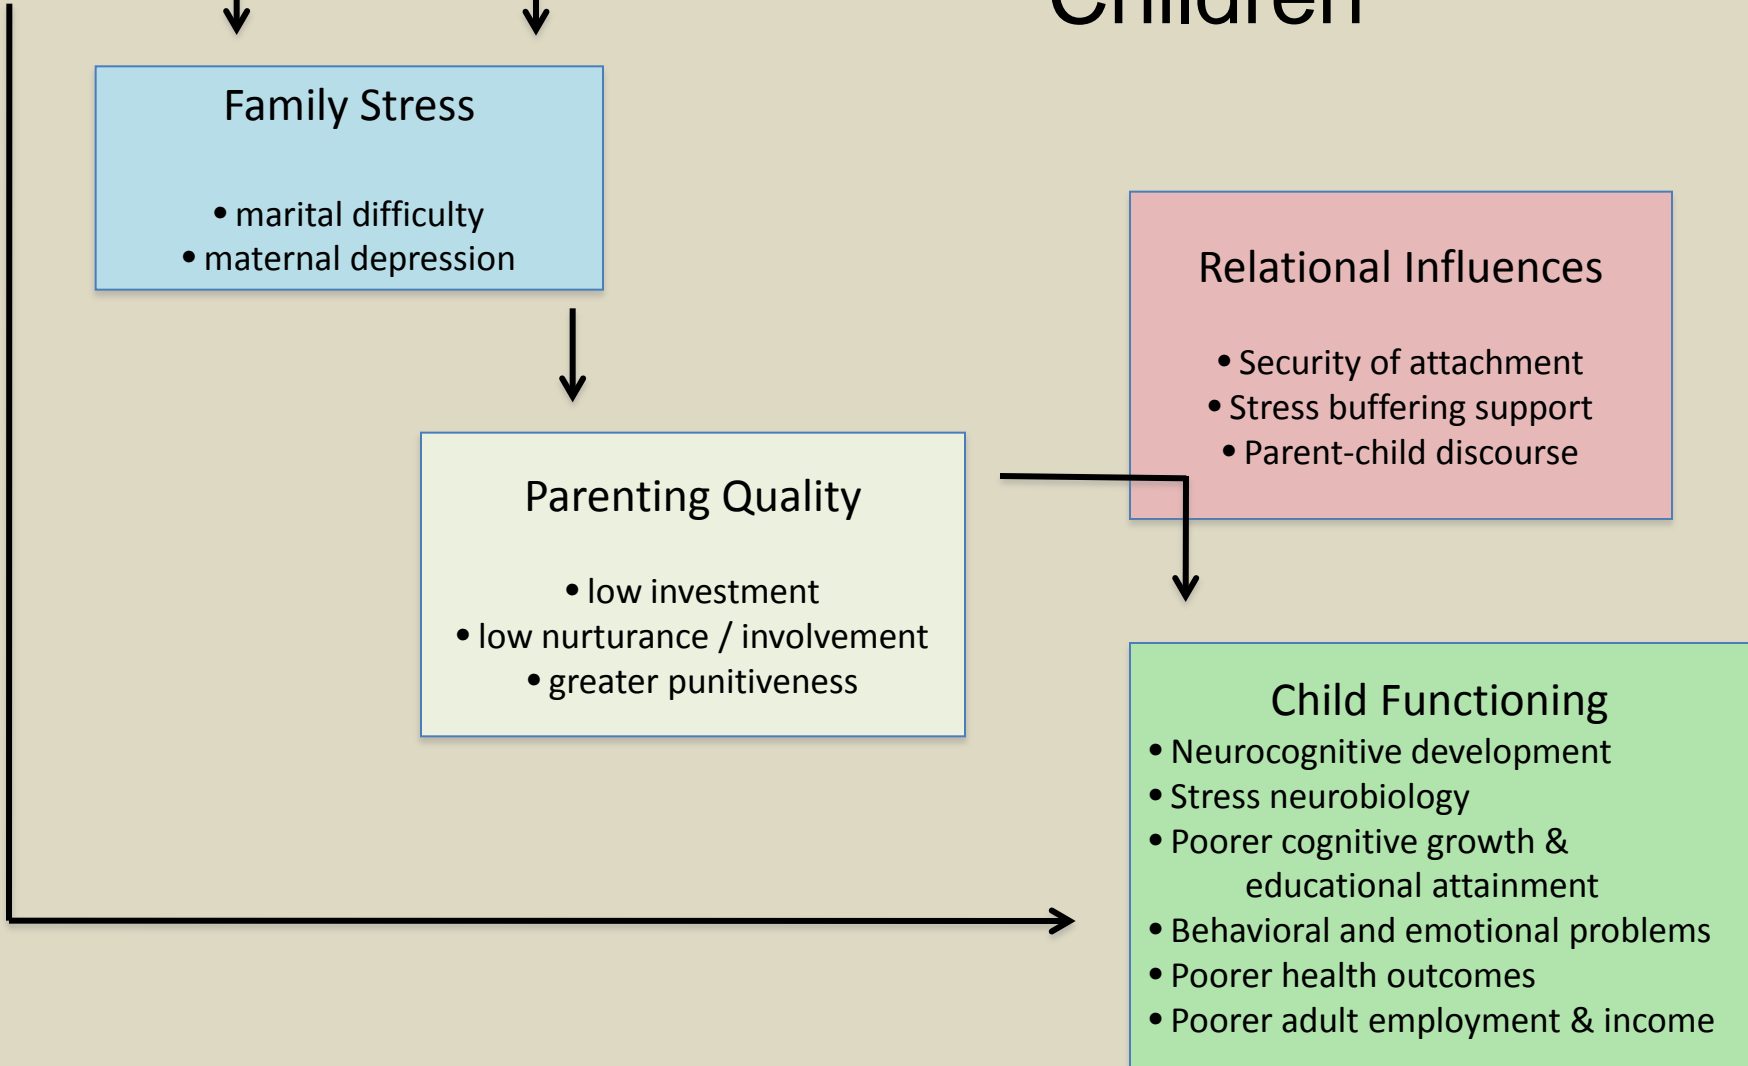 Children
Family Stress
• marital difficulty
• maternal depression
Relational Influences
• Security of attachment
• Stress buffering support
• Parent-child discourse
Parenting Quality
• low investment
• low nurturance / involvement
• greater punitiveness
Child Functioning
• Neurocognitive development
• Stress neurobiology
• Poorer cognitive growth &
educational attainment
• Behavioral and emotional problems
• Poorer health outcomes
• Poorer adult employment & income